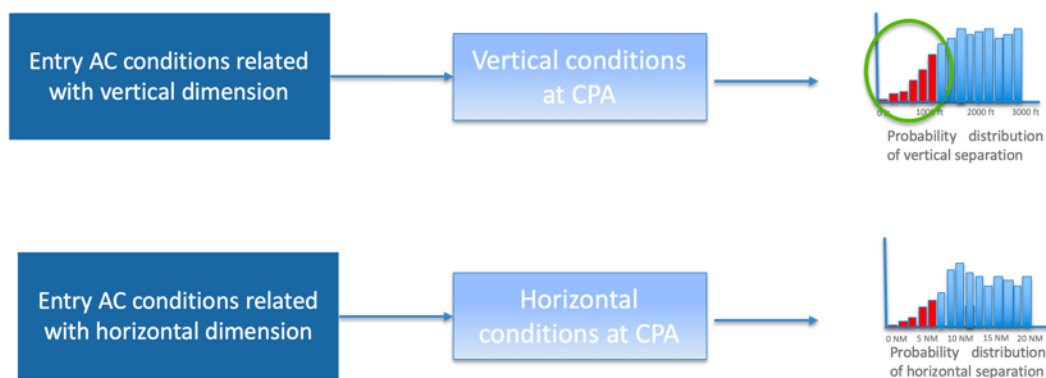 Entry AC conditions related
with vertical dimension
Vertical conditions
at CPA
1000 ft 2000 ft 3000 ft
Probability distribution
of vertical separation
Entry AC conditions related
with horizontal dimension
Horizontal
conditions at CPA
0 NM 5 NM 10 NM 15 NM 20 NM
Probability distribution
of horizontal separation